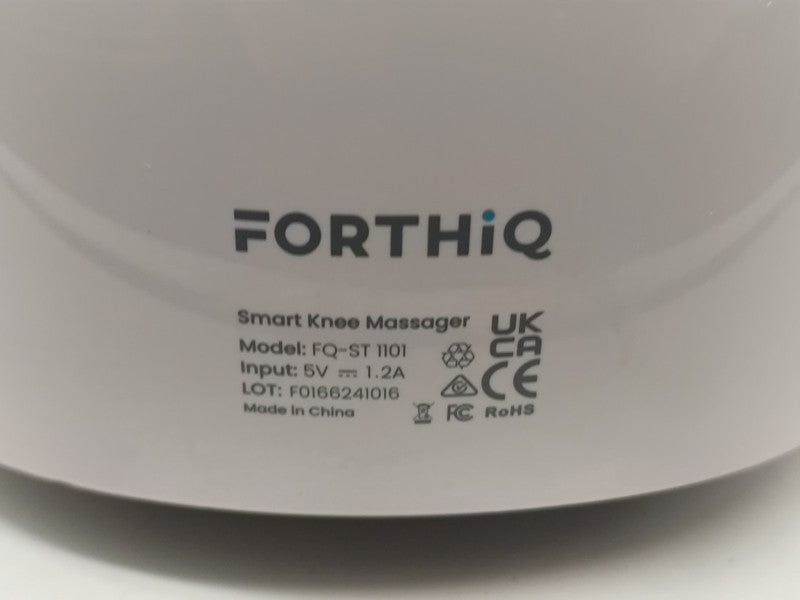 FORTHiQ
Smart Knee Massager
Model: FQ-ST 1101
Input: 5V ⎓ 1.2A
LOT: F0166241016
Made in China
UK
CA
CE
FC
RoHS